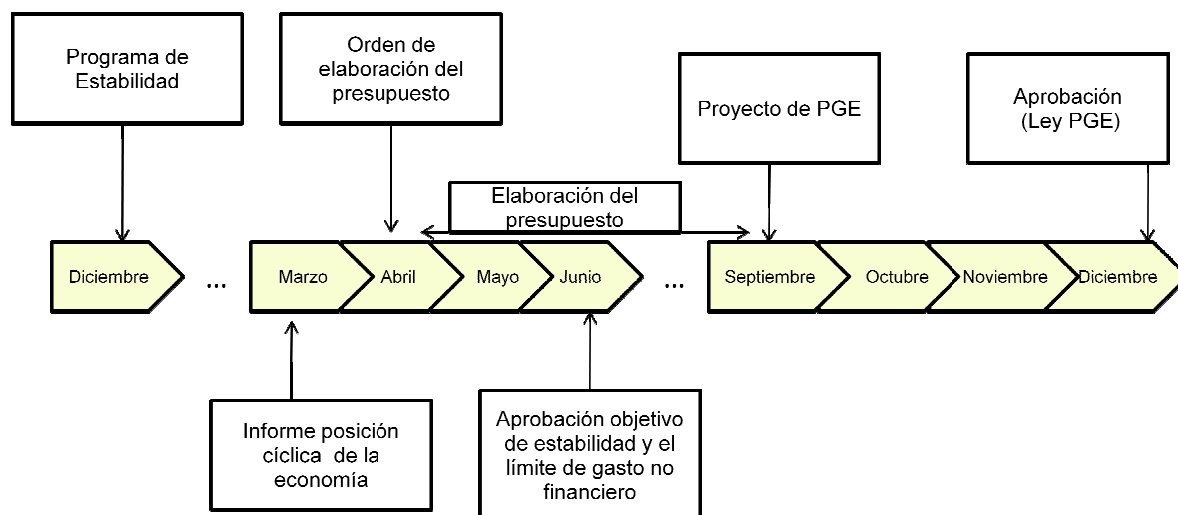 Programa de
Estabilidad
Orden de
elaboración del
presupuesto
Proyecto de PGE
Aprobación
(Ley PGE)
Elaboración del
presupuesto
Diciembre
...
Marzo
Abril
Mayo
Junio
...
Septiembre
Octubre
Noviembre
Diciembre
Informe posición
cíclica de la
economía
Aprobación objetivo
de estabilidad y el
límite de gasto no
financiero